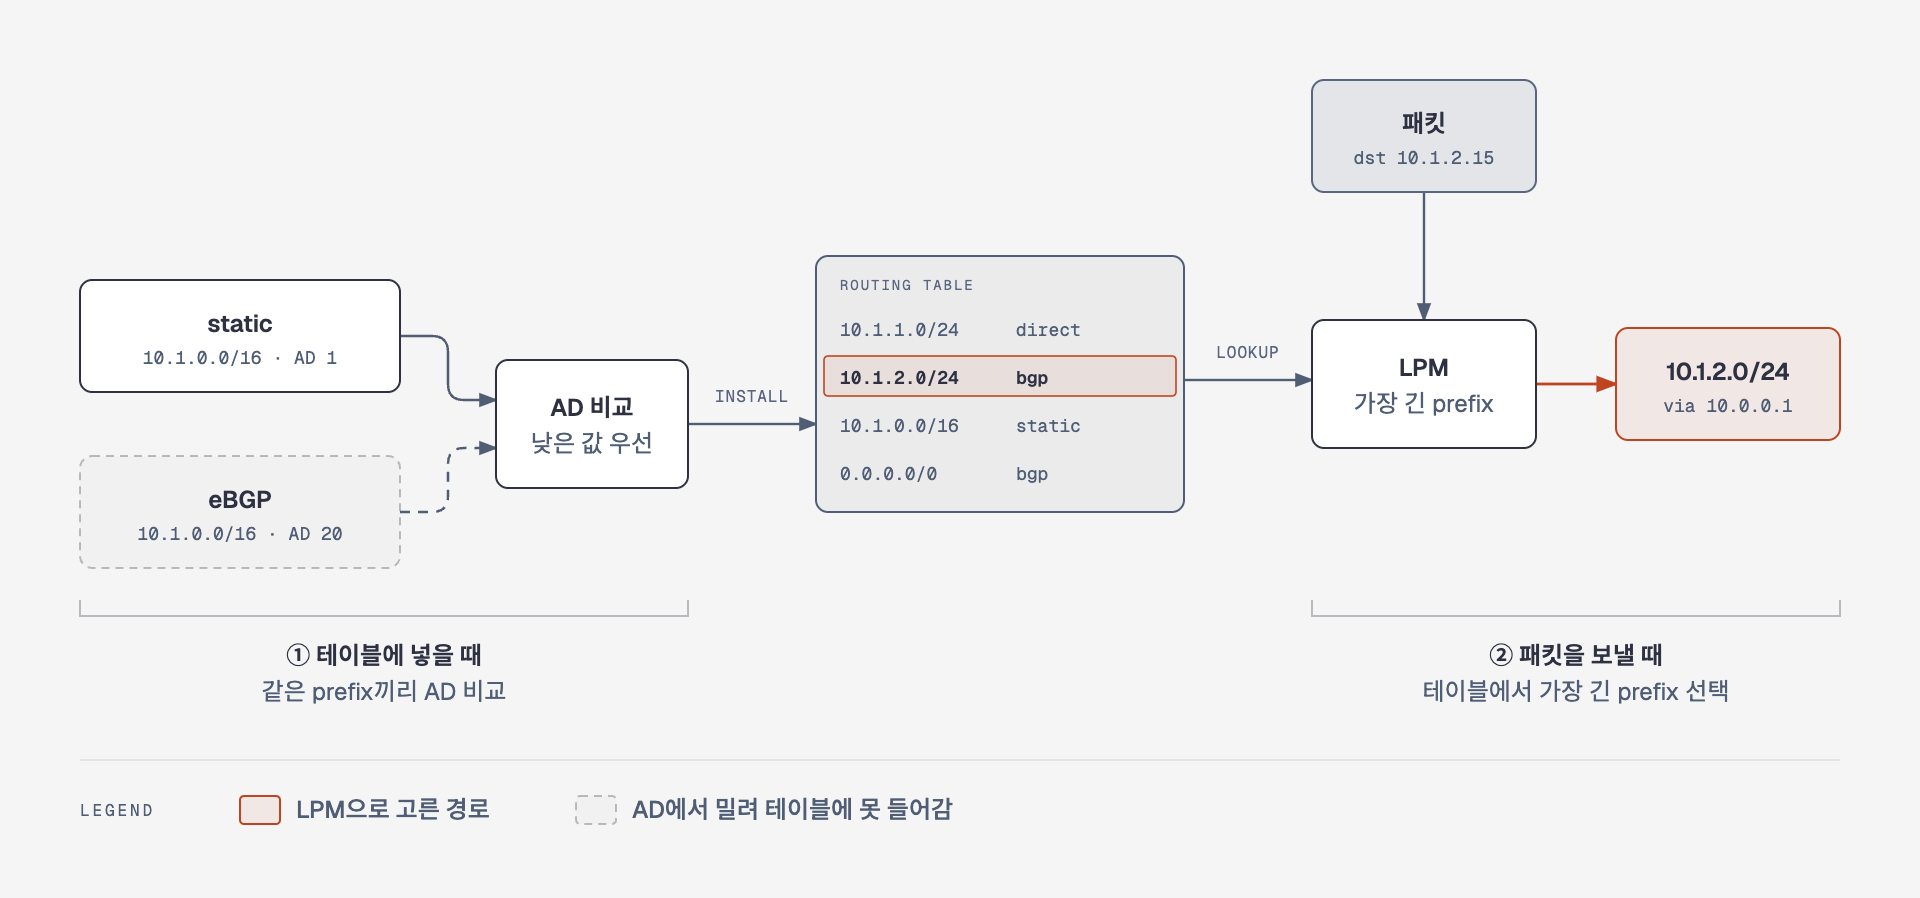 패킷
dst 10.1.2.15
static
10.1.0.0/16 · AD 1
eBGP
10.1.0.0/16 · AD 20
AD 비교
낮은 값 우선
INSTALL
ROUTING TABLE
10.1.1.0/24 direct
10.1.2.0/24 bgp
10.1.0.0/16 static
0.0.0.0/0 bgp
LOOKUP
LPM
가장 긴 prefix
10.1.2.0/24
via 10.0.0.1
① 테이블에 넣을 때
같은 prefix끼리 AD 비교
② 패킷을 보낼 때
테이블에서 가장 긴 prefix 선택
LEGEND
LPM으로 고른 경로
AD에서 밀려 테이블에 못 들어감